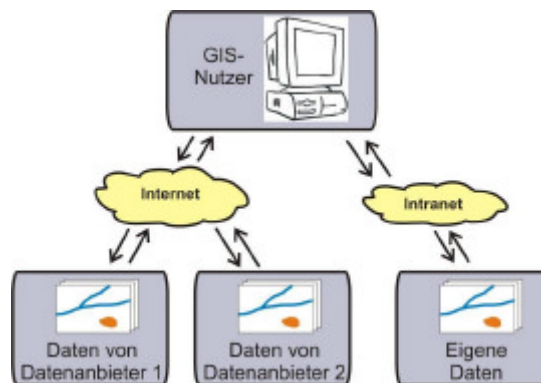 GIS-
Nutzer
Internet
Intranet
Daten von
Datenanbieter 1
Daten von
Datenanbieter 2
Eigene
Daten